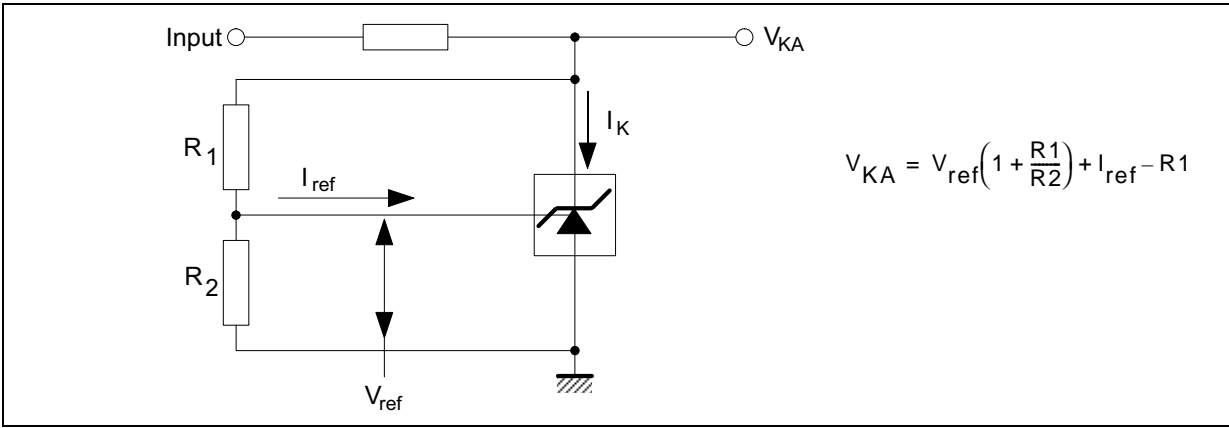 Input
V_KA
I_K
R_1
I_ref
R_2
V_ref
V_KA = V_ref(1 + R1/R2) + I_ref – R1